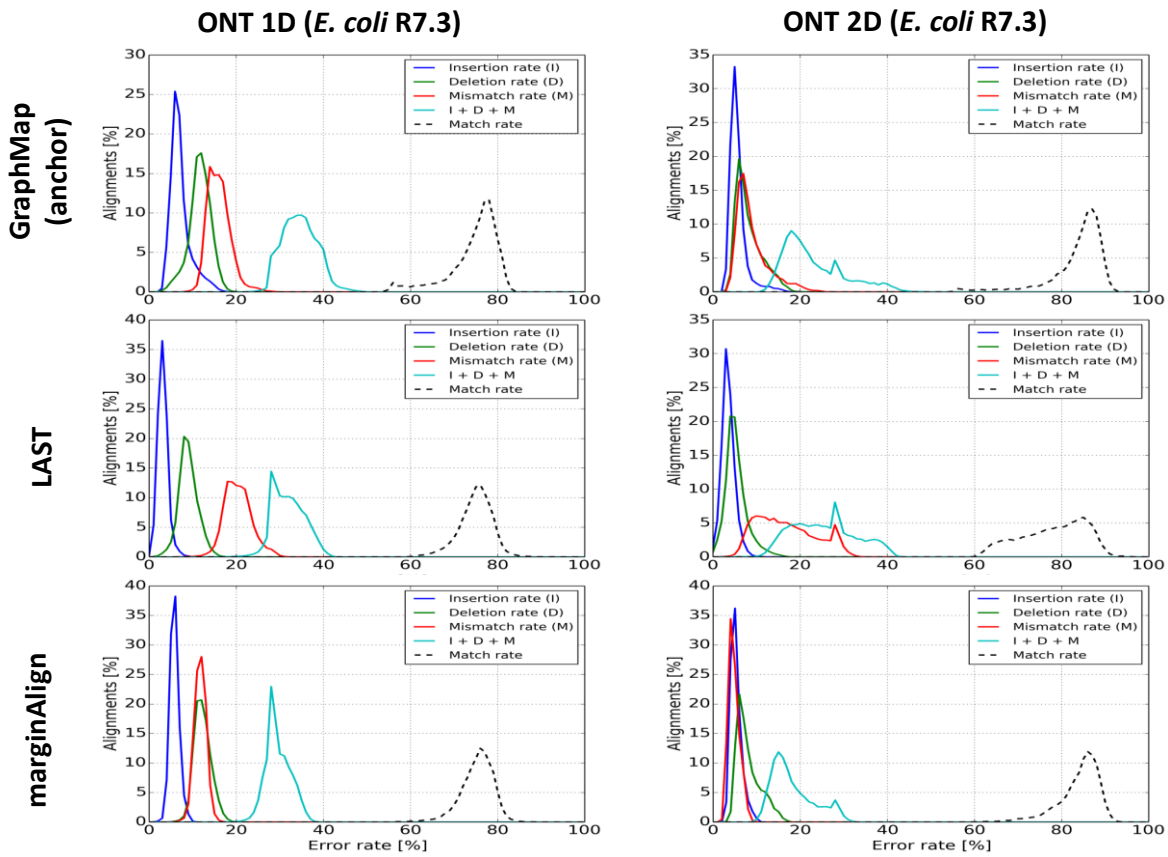 ONT 1D (E. coli R7.3)
ONT 2D (E. coli R7.3)
GraphMap
(anchor)
Alignments [%]
30
25
20
15
10
5
0
0 20 40 60 80 100
Insertion rate (I)
Deletion rate (D)
Mismatch rate (M)
I + D + M
Match rate
Alignments [%]
35
30
25
20
15
10
5
0
0 20 40 60 80 100
Insertion rate (I)
Deletion rate (D)
Mismatch rate (M)
I + D + M
Match rate
LAST
Alignments [%]
40
35
30
25
20
15
10
5
0
0 20 40 60 80 100
Insertion rate (I)
Deletion rate (D)
Mismatch rate (M)
I + D + M
Match rate
Alignments [%]
35
30
25
20
15
10
5
0
0 20 40 60 80 100
Insertion rate (I)
Deletion rate (D)
Mismatch rate (M)
I + D + M
Match rate
marginAlign
Alignments [%]
40
35
30
25
20
15
10
5
0
0 20 40 60 80 100
Error rate [%]
Insertion rate (I)
Deletion rate (D)
Mismatch rate (M)
I + D + M
Match rate
Alignments [%]
40
35
30
25
20
15
10
5
0
0 20 40 60 80 100
Error rate [%]
Insertion rate (I)
Deletion rate (D)
Mismatch rate (M)
I + D + M
Match rate